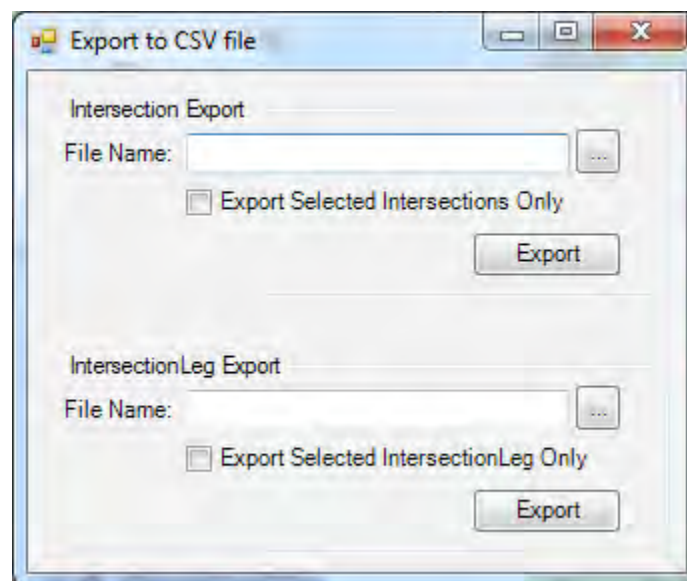 Export to CSV file
Intersection Export
File Name:
...
Export Selected Intersections Only
Export
IntersectionLeg Export
File Name:
...
Export Selected IntersectionLeg Only
Export